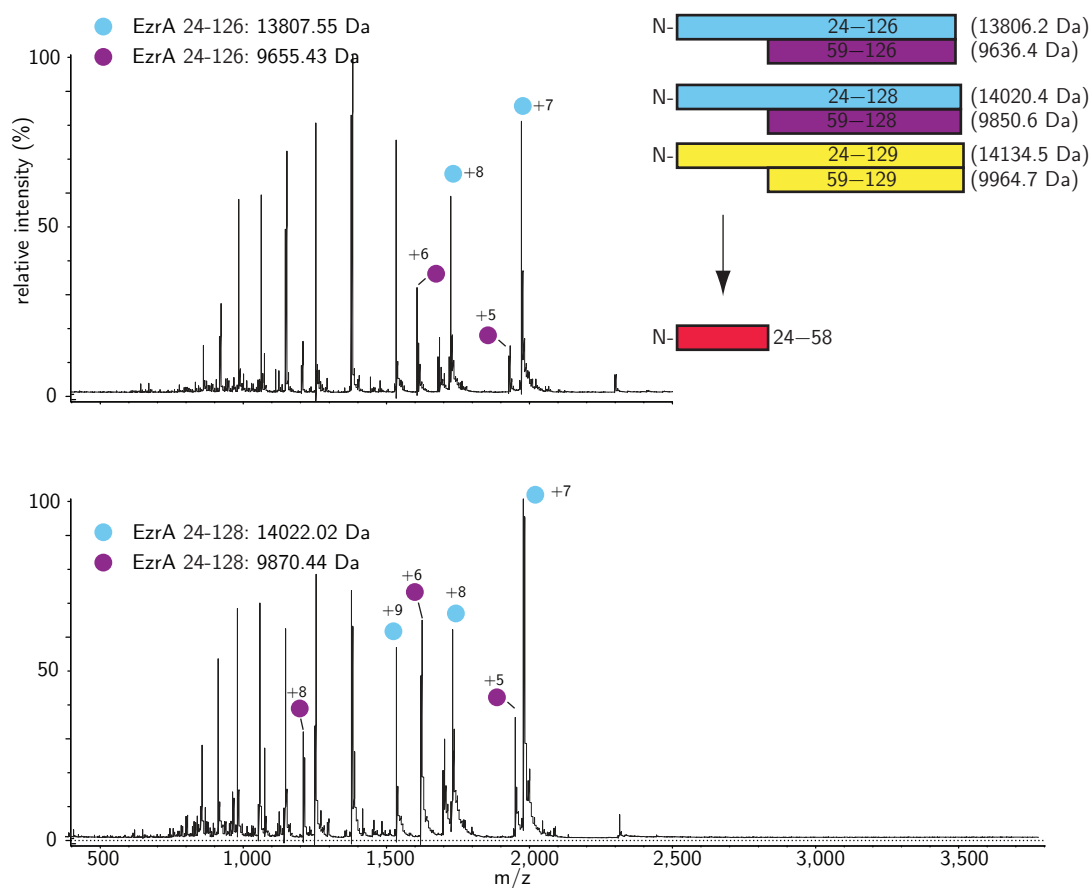 EzrA 24-126: 13807.55 Da
EzrA 24-126: 9655.43 Da
100
50
0
relative intensity (%)
+7
+8
+6
+5
N- 24—126 (13806.2 Da)
59—126 (9636.4 Da)
N- 24—128 (14020.4 Da)
59—128 (9850.6 Da)
N- 24—129 (14134.5 Da)
59—129 (9964.7 Da)
N- 24—58
EzrA 24-128: 14022.02 Da
EzrA 24-128: 9870.44 Da
100
50
0
+7
+6
+8
+9
+5
+8
500 1,000 1,500 2,000 2,500 3,000 3,500
m/z